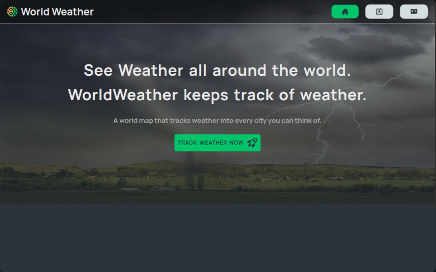 World Weather
See Weather all around the world.
WorldWeather keeps track of weather.
A world map that tracks weather into every city you can think of.
TRACK WEATHER NOW